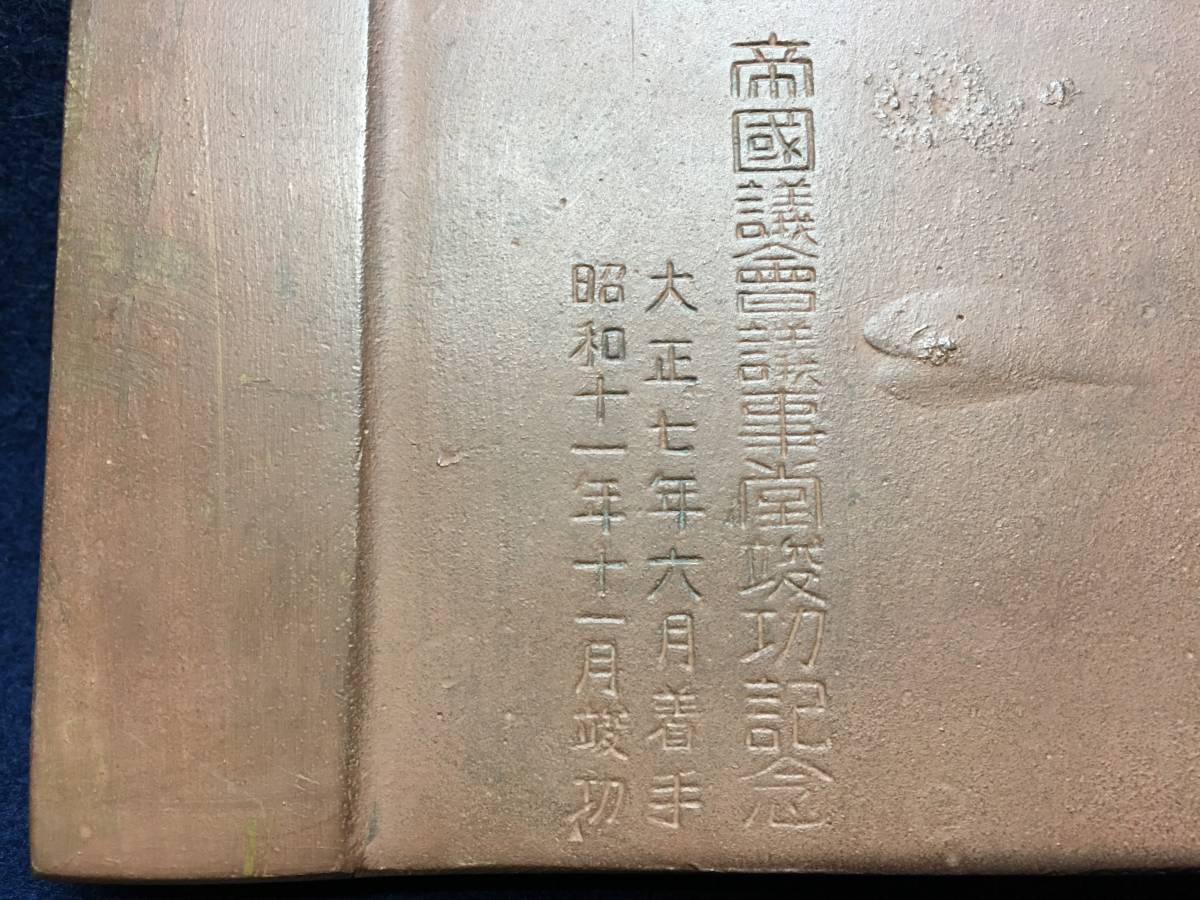 帝國議會議事堂竣功記念
大正七年六月着手
昭和十一年十一月竣功